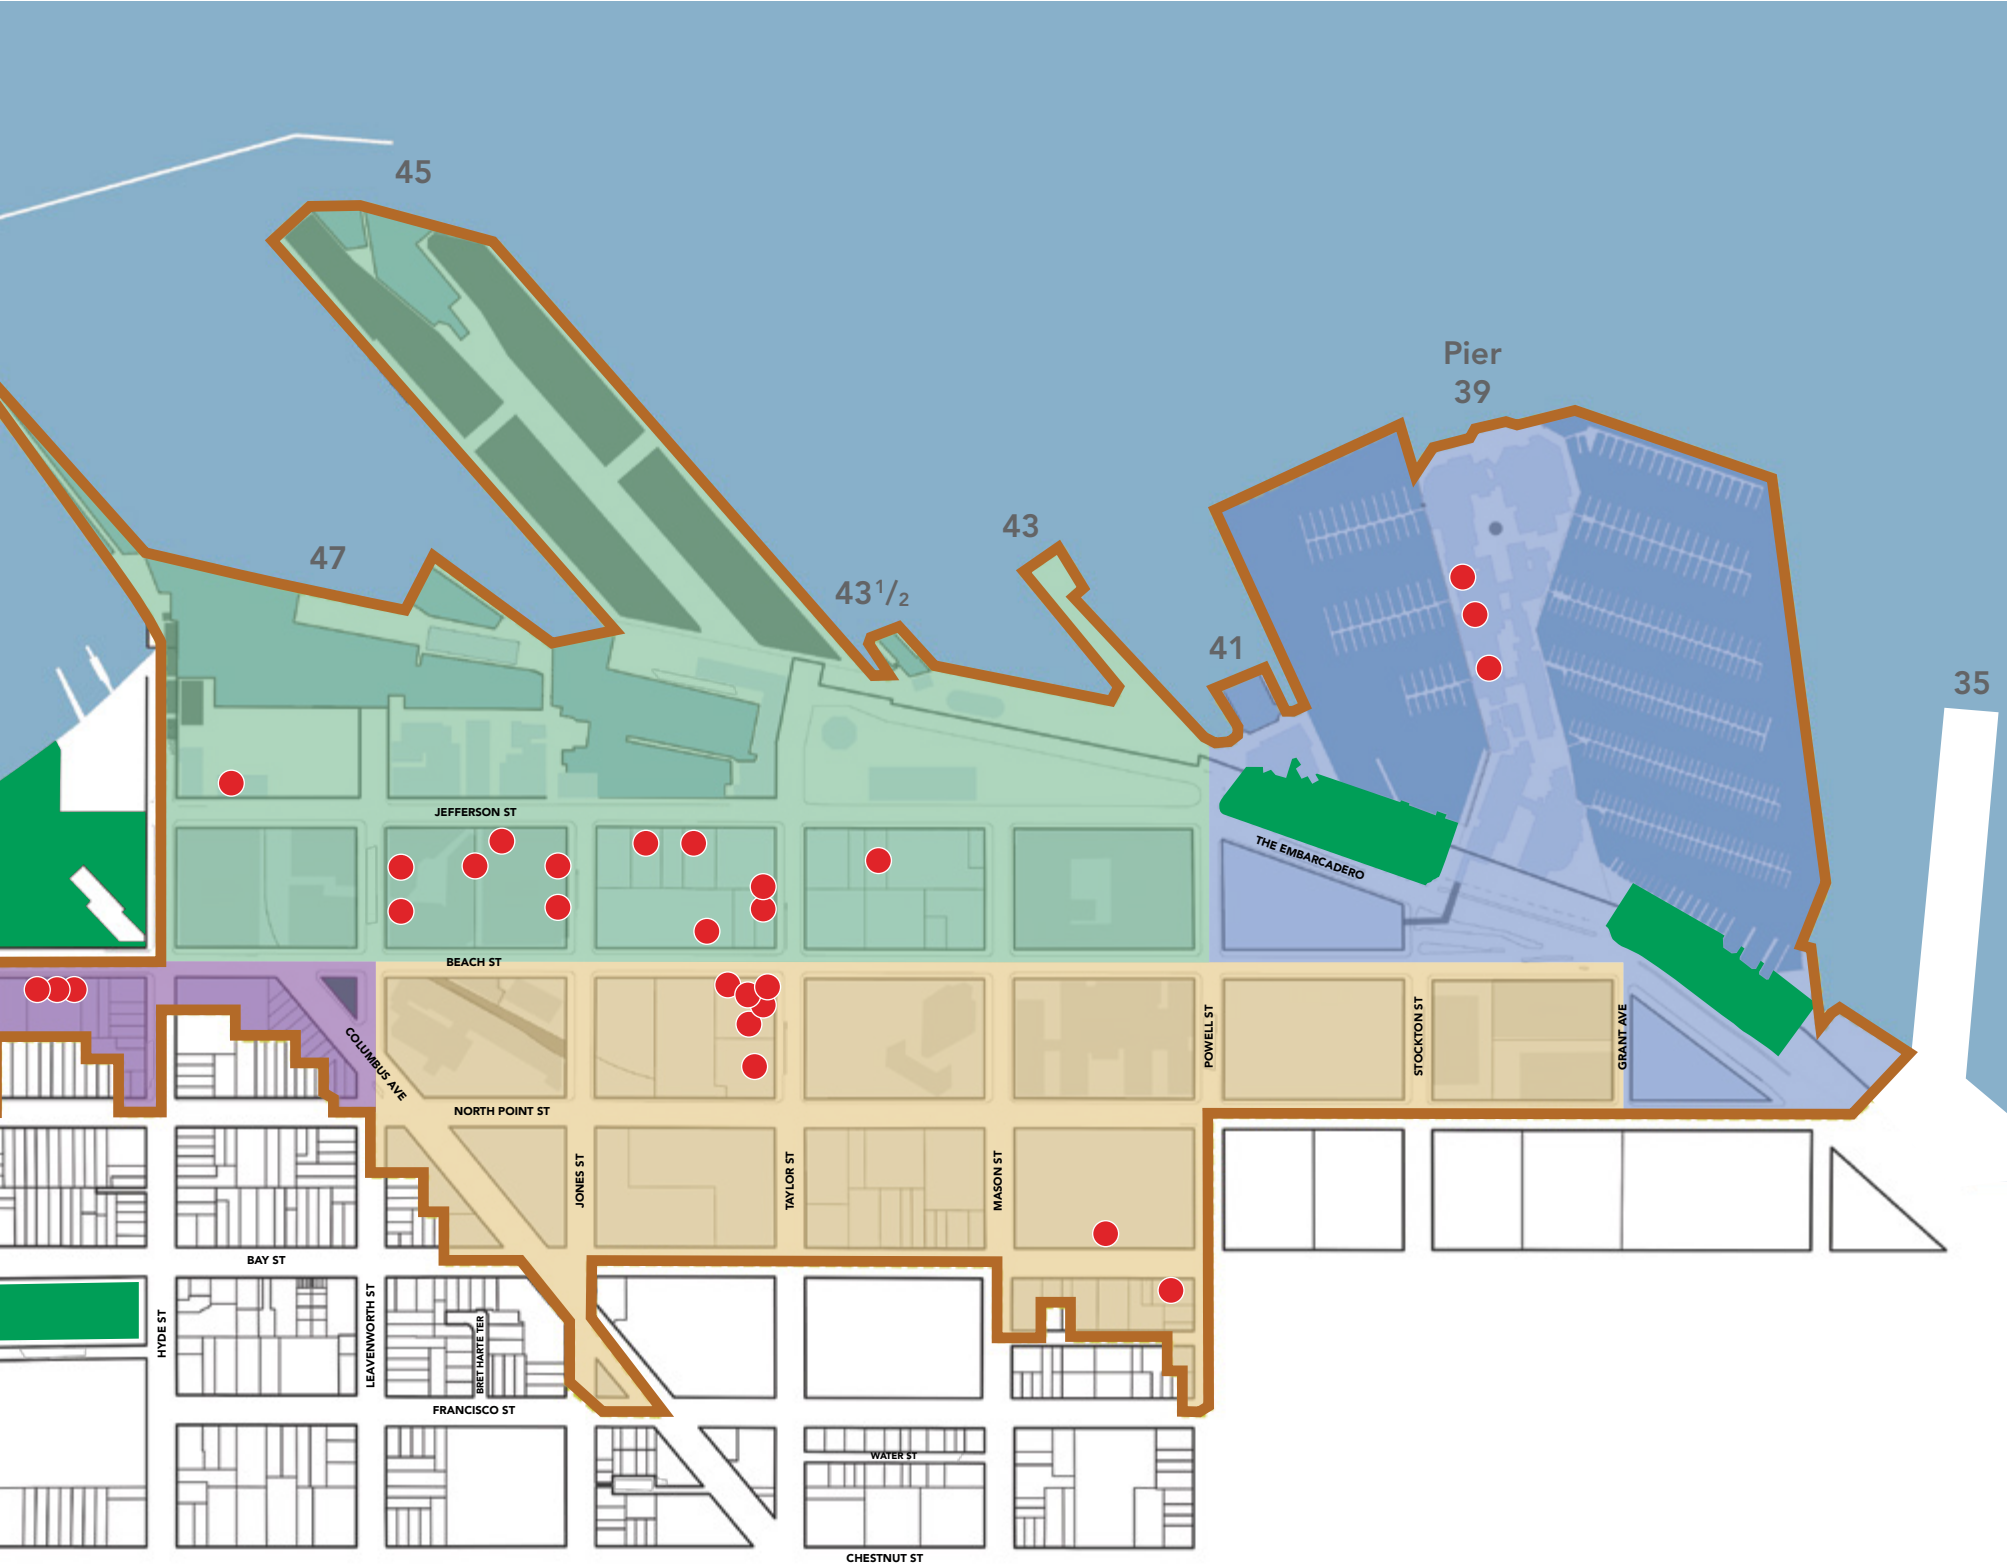 45
Pier
39
43
47
43 1/2
41
35
JEFFERSON ST
THE EMBARCADERO
BEACH ST
COLUMBUS AVE
POWELL ST
STOCKTON ST
GRANT AVE
NORTH POINT ST
JONES ST
TAYLOR ST
MASON ST
BAY ST
HYDE ST
LEAVENWORTH ST
BRET HARTE TER
FRANCISCO ST
WATER ST
CHESTNUT ST